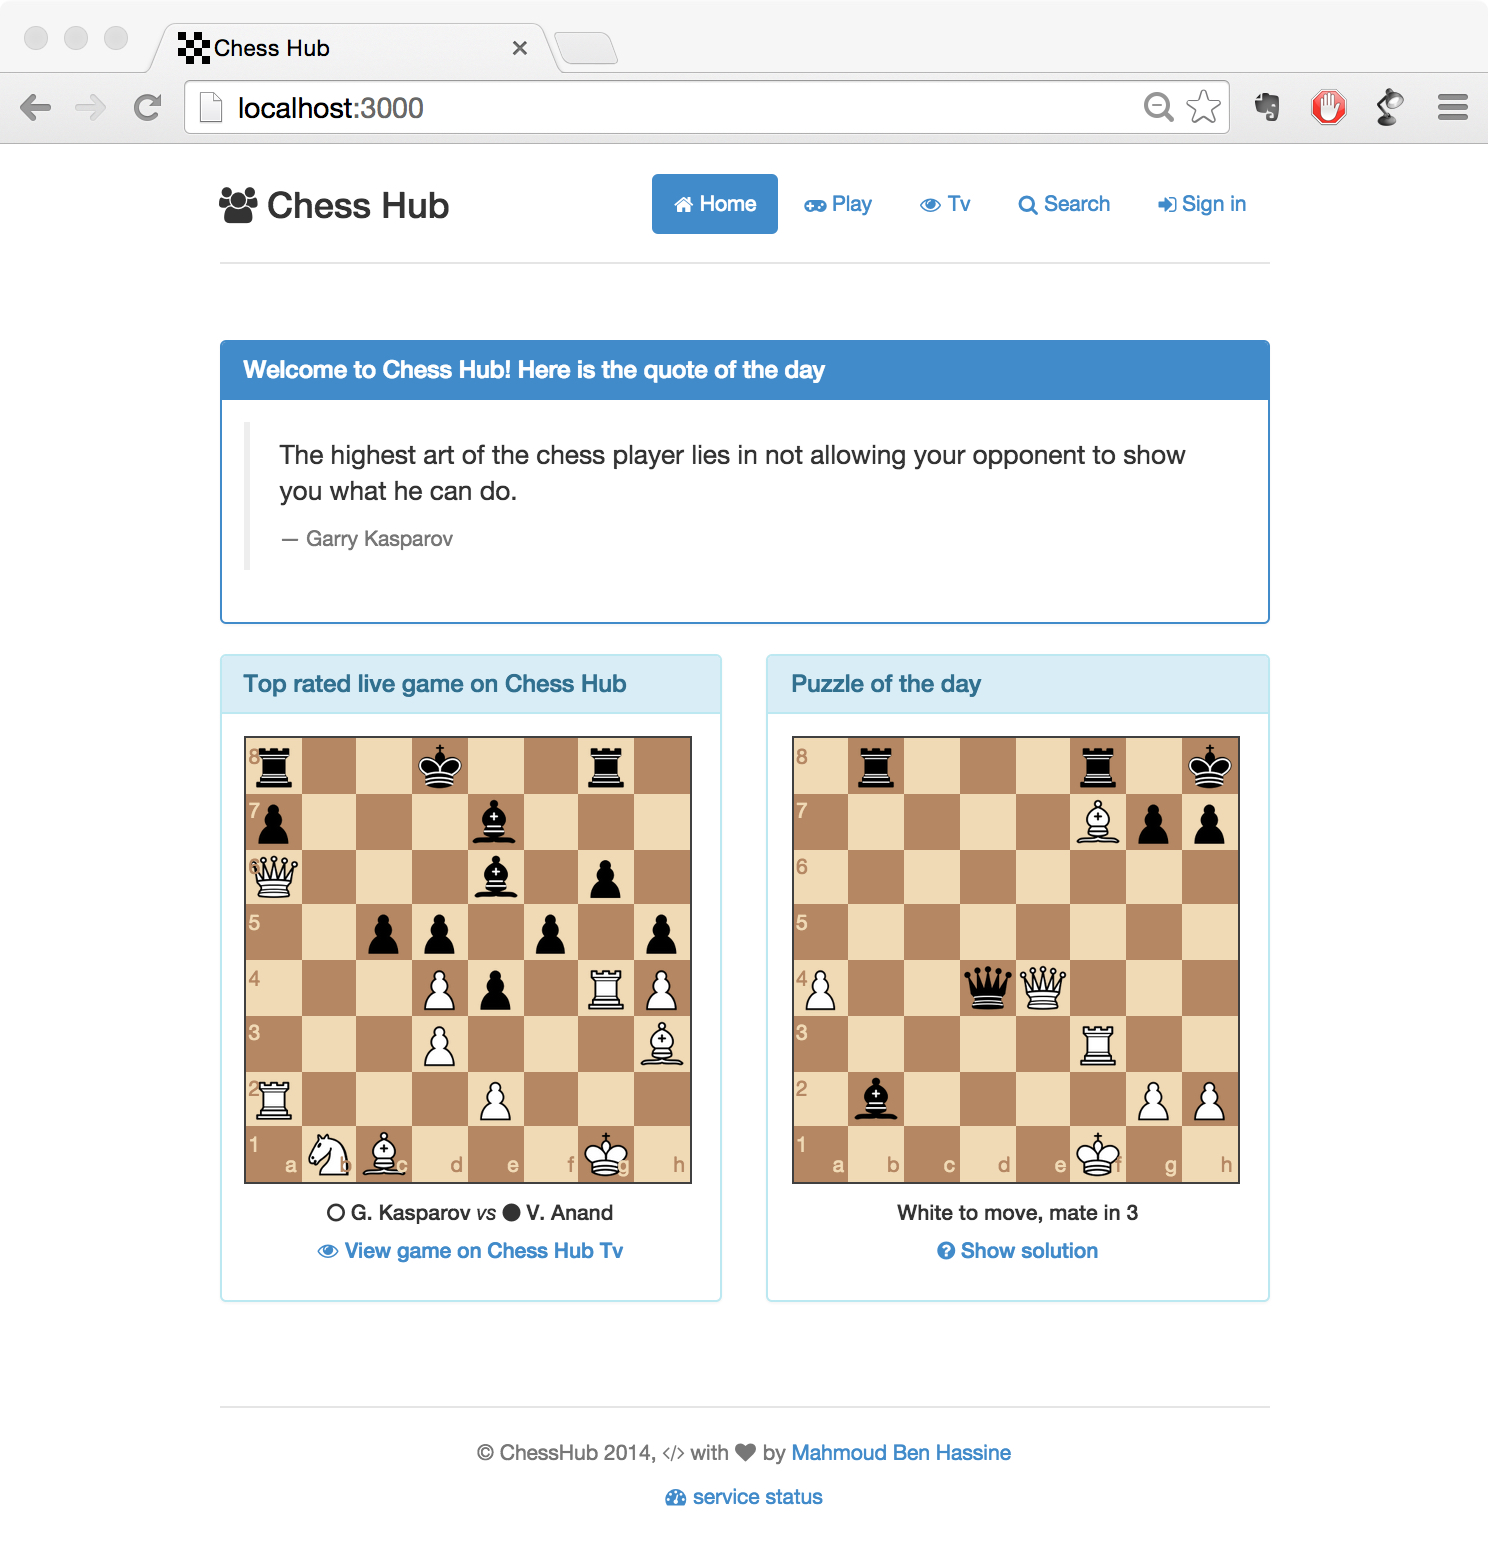 Chess Hub
localhost:3000
Chess Hub
Home Play Tv Search Sign in
Welcome to Chess Hub! Here is the quote of the day
The highest art of the chess player lies in not allowing your opponent to show
you what he can do.
— Garry Kasparov
Top rated live game on Chess Hub
8
7
6
5
4
3
2
1
a b c d e f g h
G. Kasparov vs V. Anand
View game on Chess Hub Tv
Puzzle of the day
8
7
6
5
4
3
2
1
a b c d e f g h
White to move, mate in 3
Show solution
© ChessHub 2014, </> with ♥ by Mahmoud Ben Hassine
service status